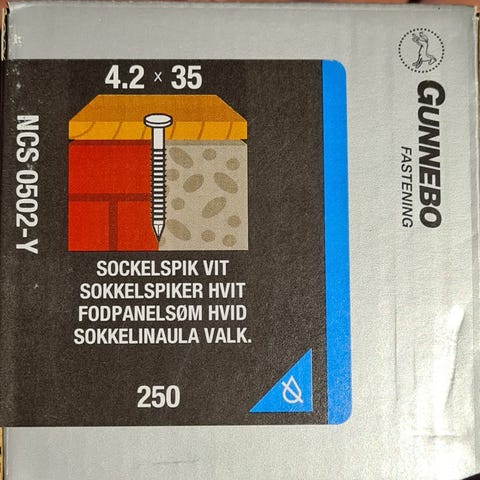 4.2 × 35
NCS 0502-Y
SOCKELSPIK VIT
SOKKELSPIKER HVIT
FODPANELSØM HVID
SOKKELINAULA VALK.
250
GUNNEBO
FASTENING